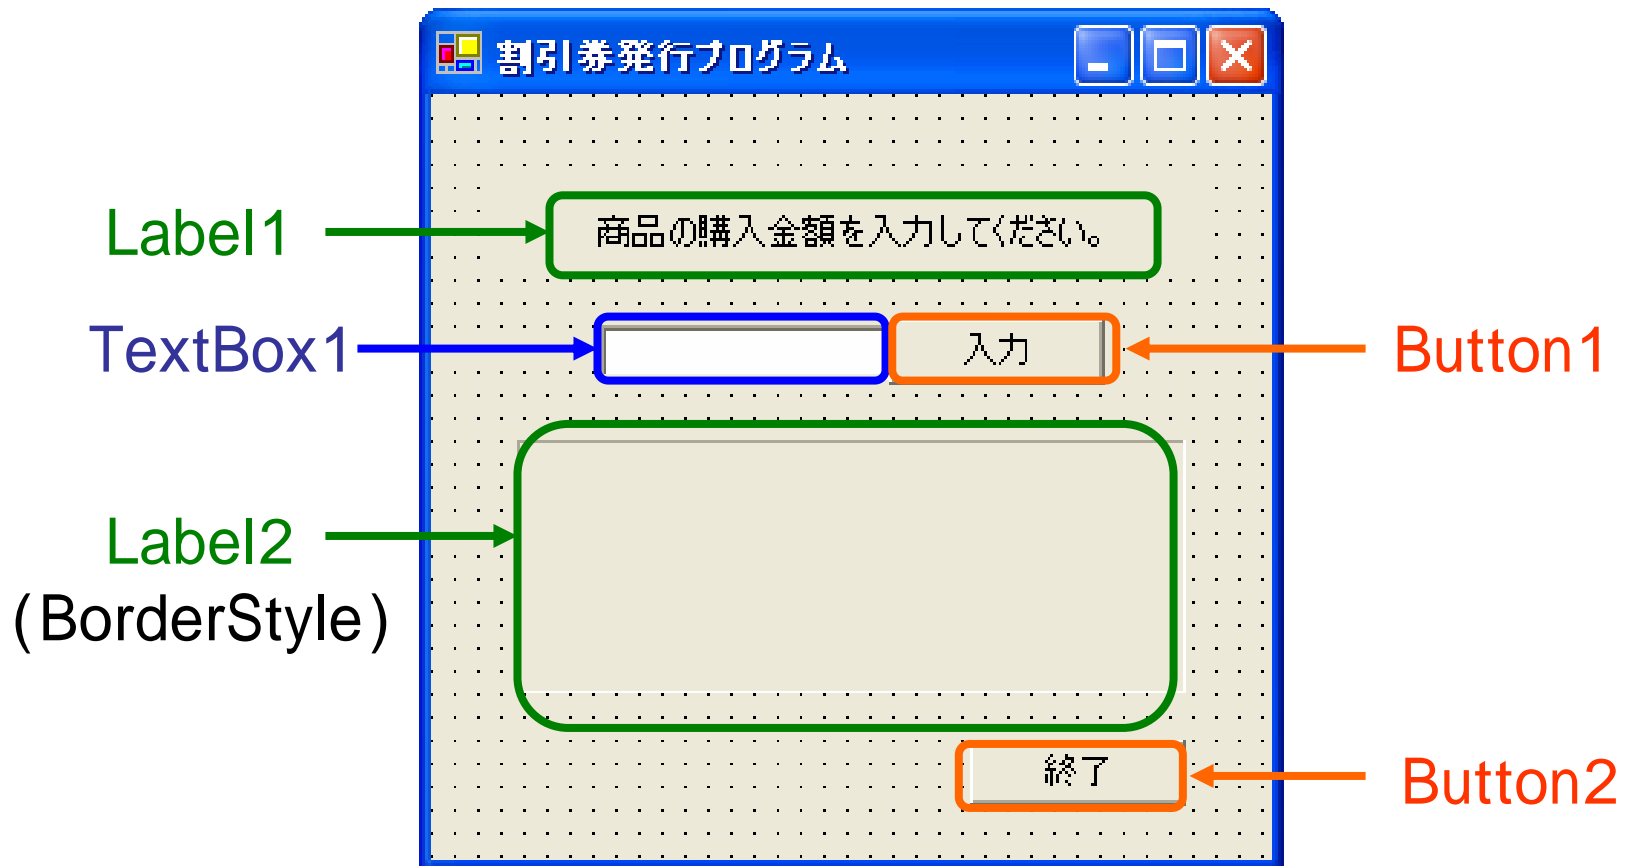 割引券発行プログラム
Label1
商品の購入金額を入力してください。
TextBox1
入力
Button1
Label2
(BorderStyle)
終了
Button2